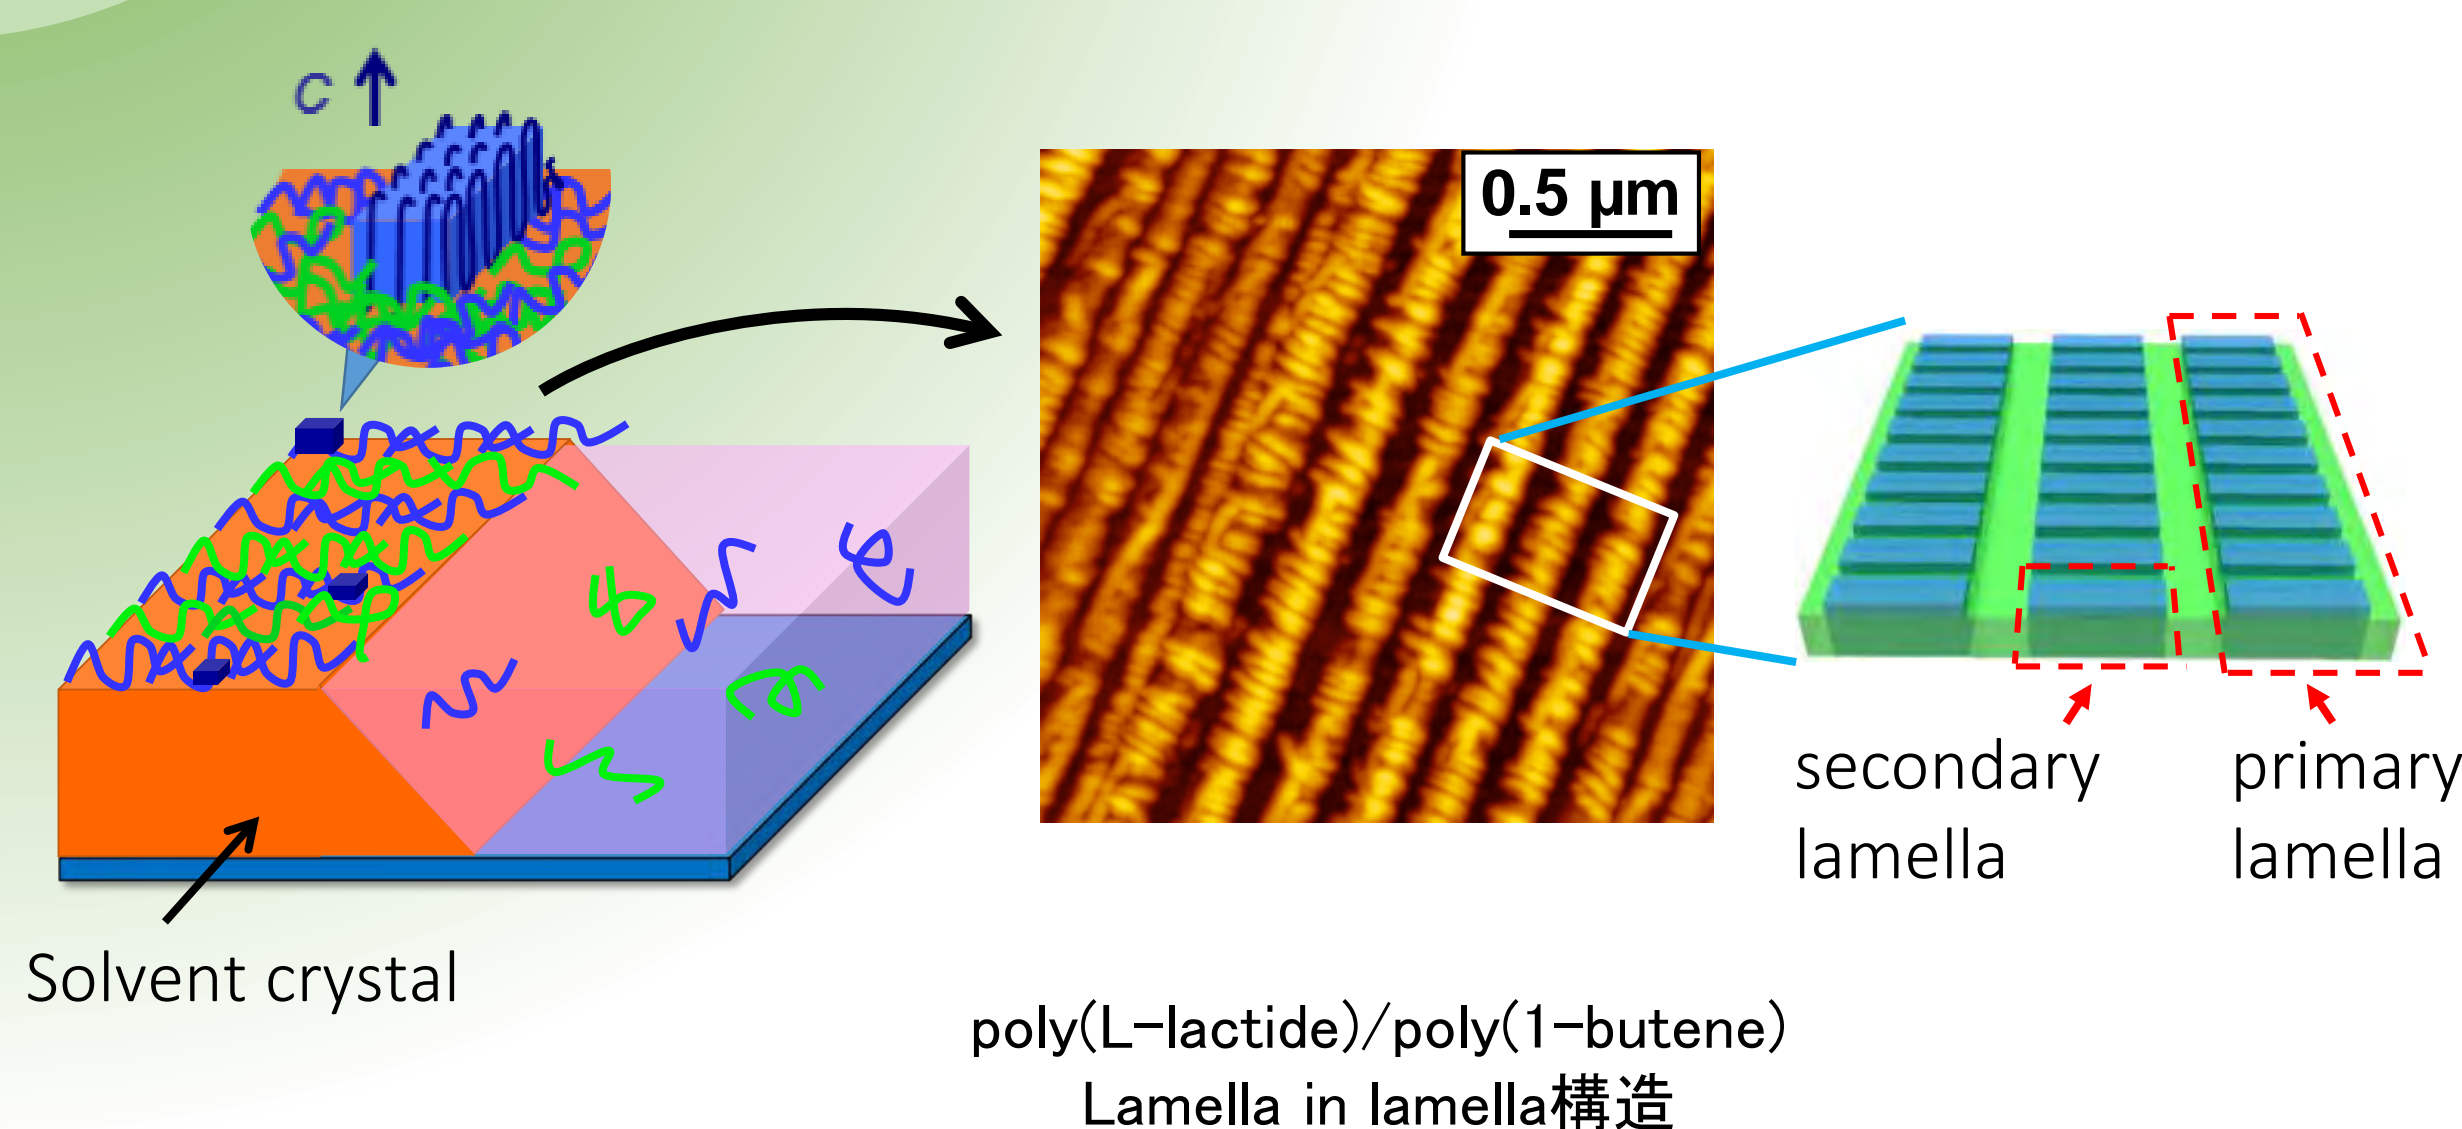 C
0.5 μm
secondary
lamella
primary
lamella
Solvent crystal
poly(L-lactide)/poly(1-butene)
Lamella in lamella構造